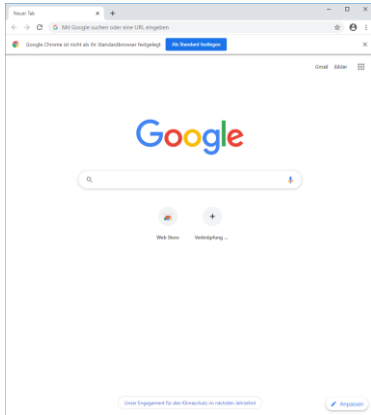 Neuer Tab
Mit Google suchen oder eine URL eingeben
Google Chrome ist nicht als Ihr Standardbrowser festgelegt Als Standard festlegen
Gmail Bilder
Google
Web Store Verknüpfung ...
Unser Engagement für den Klimaschutz im nächsten Jahrzehnt
Anpassen